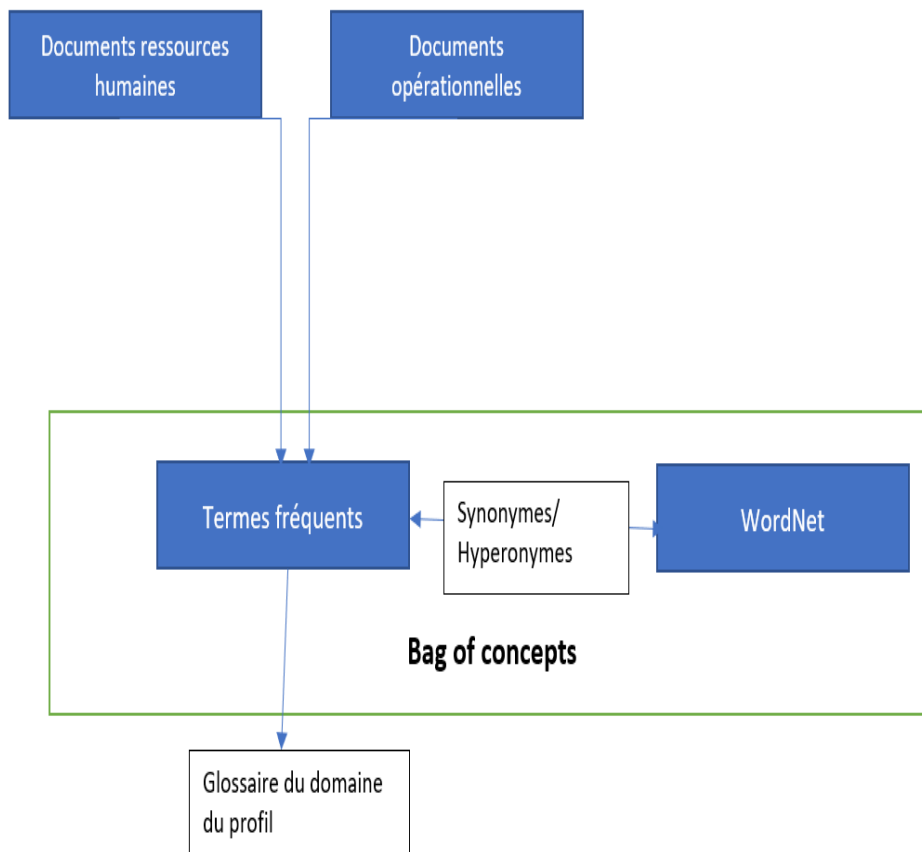 Documents ressources
humaines
Documents
opérationnelles
Termes fréquents
Synonymes/
Hyperonymes
WordNet
Bag of concepts
Glossaire du domaine
du profil